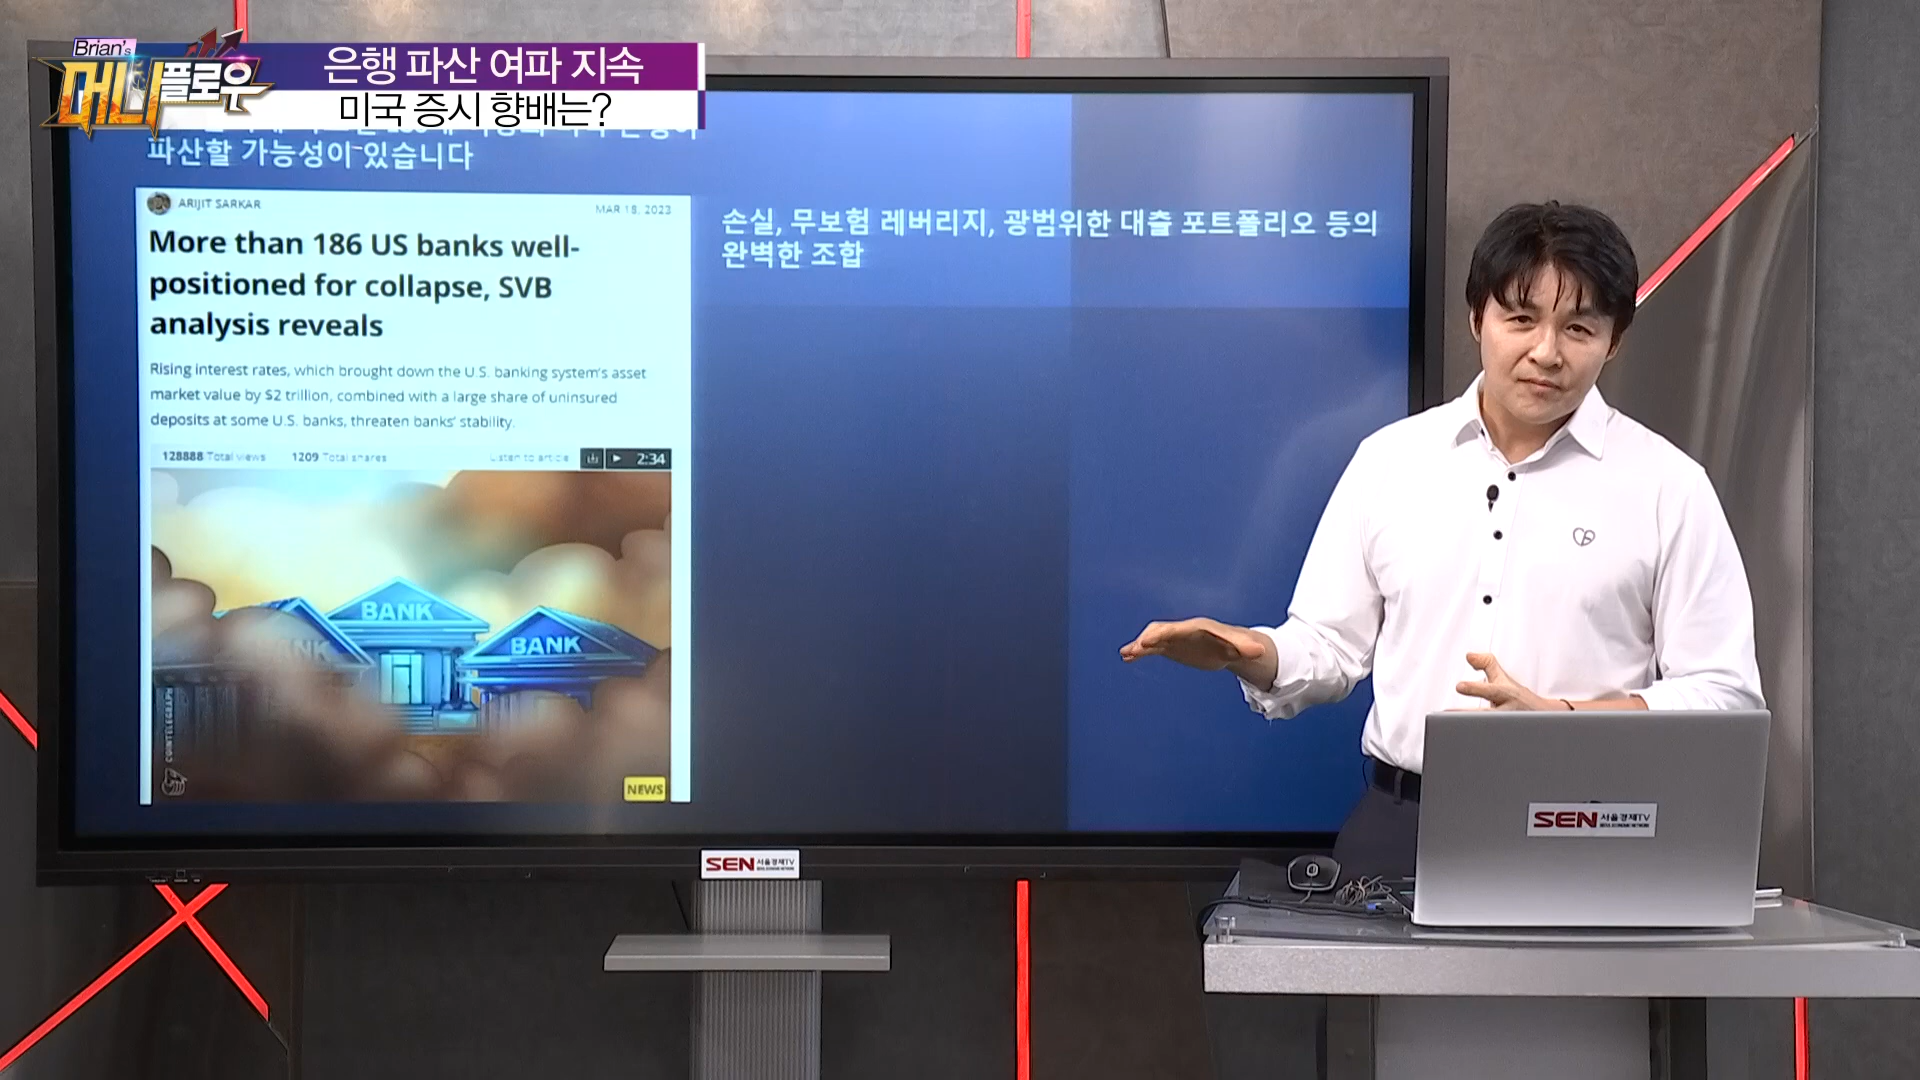 Brian's
머니플로우
은행 파산 여파 지속
미국 증시 향배는?
파산할 가능성이 있습니다
ARIJIT SARKAR
MAR 18, 2023
More than 186 US banks well-
positioned for collapse, SVB
analysis reveals
Rising interest rates, which brought down the U.S. banking system's asset
market value by $2 trillion, combined with a large share of uninsured
deposits at some U.S. banks, threaten banks' stability.
128888 Total views 1209 Total shares Listen to article 2:34
BANK
BANK
COINTELEGRAPH
NEWS
손실, 무보험 레버리지, 광범위한 대출 포트폴리오 등의
완벽한 조합
SEN 서울경제TV
SEN 서울경제TV